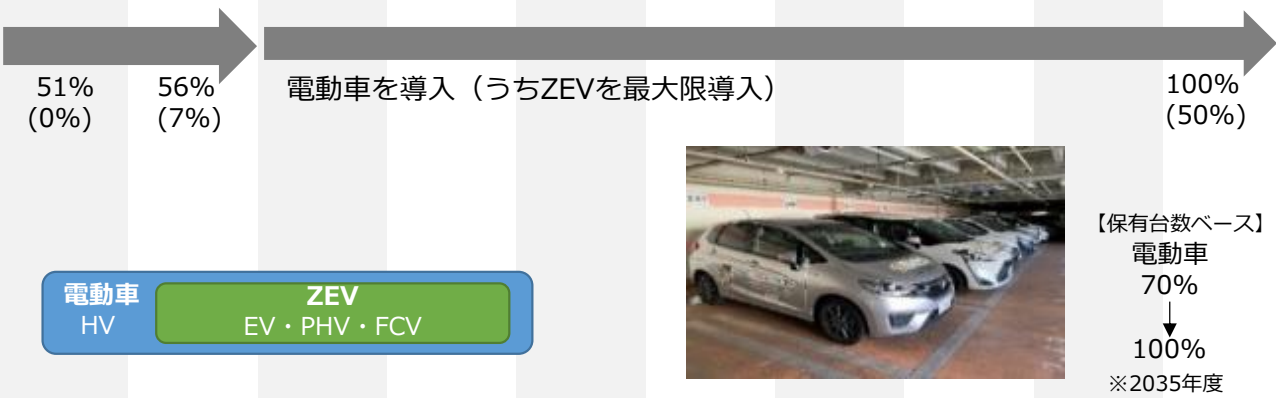 51%
(0%)
56%
(7%)
電動車を導入（うちZEVを最大限導入）
100%
(50%)
電動車
HV
ZEV
EV・PHV・FCV
【保有台数ベース】
電動車
70%
100%
※2035年度